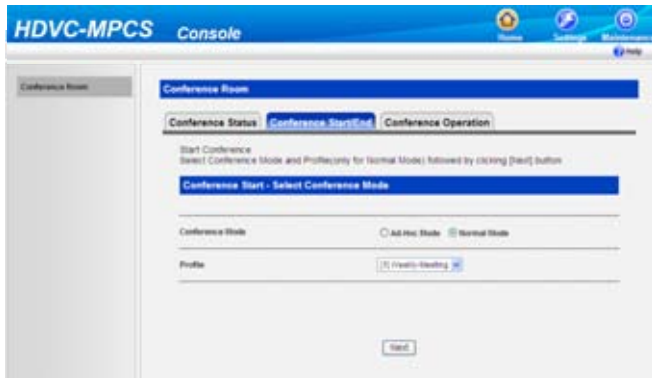 HDVC-MPCS Console
Home Settings Maintenance
Help
Conference Room
Conference Room
Conference Status Conference Start/End Conference Operation
Start Conference
Select Conference Mode and Profile(only for Normal Mode) followed by clicking [Next] button
Conference Start - Select Conference Mode
Conference Mode Ad-Hoc Mode Normal Mode
Profile [1] Weekly-Meeting
Next